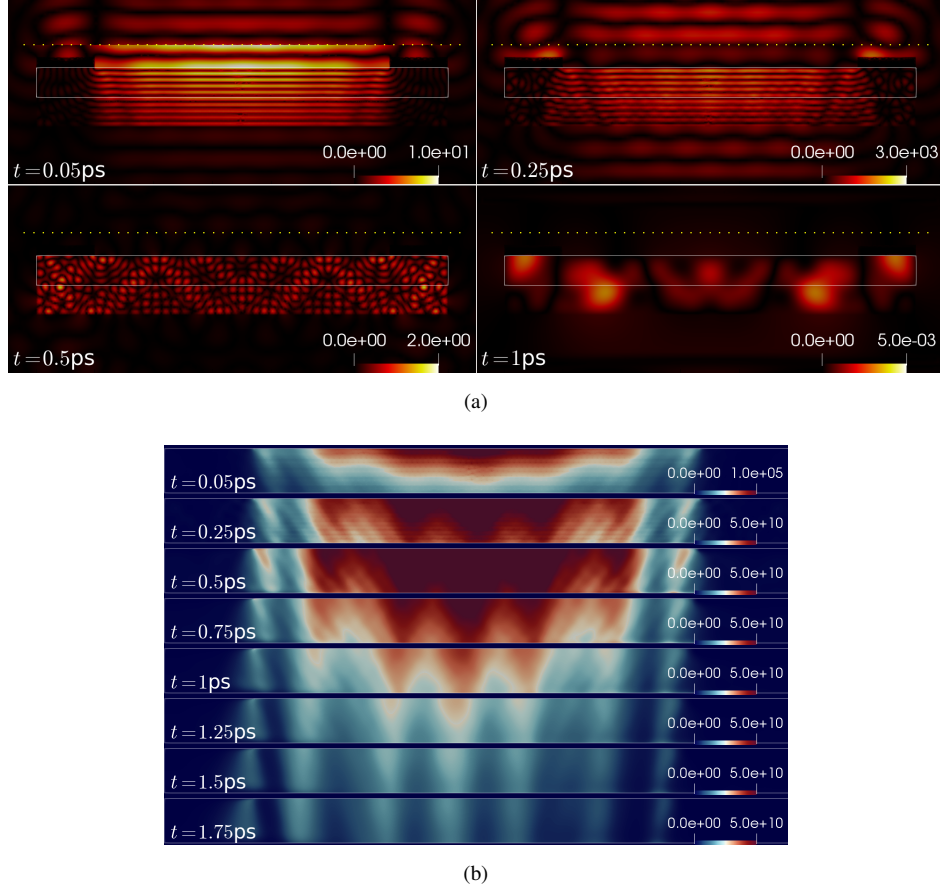 0.0e+00 1.0e+01
t=0.05ps
0.0e+00 3.0e+03
t=0.25ps
0.0e+00 2.0e+00
t=0.5ps
0.0e+00 5.0e-03
t=1ps
(a)
0.0e+00 1.0e+05
t=0.05ps
0.0e+00 5.0e+10
t=0.25ps
0.0e+00 5.0e+10
t=0.5ps
0.0e+00 5.0e+10
t=0.75ps
0.0e+00 5.0e+10
t=1ps
0.0e+00 5.0e+10
t=1.25ps
0.0e+00 5.0e+10
t=1.5ps
0.0e+00 5.0e+10
t=1.75ps
(b)